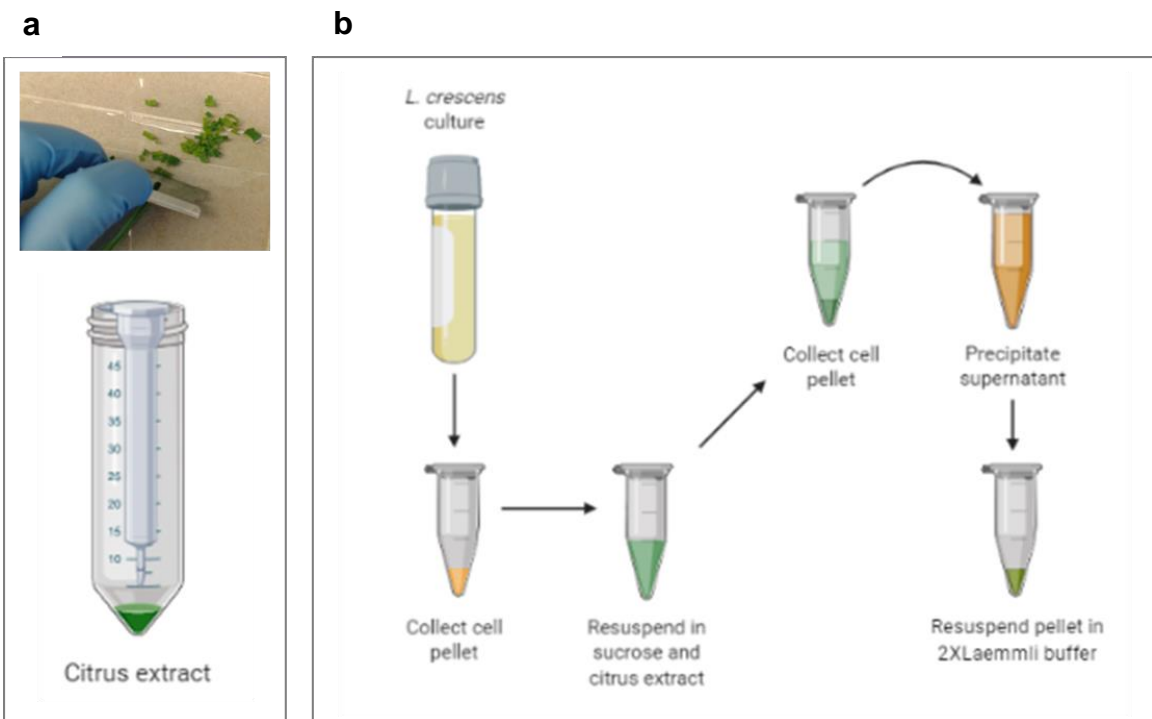 a
b
45
40
35
30
25
20
15
10
Citrus extract
L. crescens
culture
Collect cell
pellet
Resuspend in
sucrose and
citrus extract
Collect cell
pellet
Precipitate
supernatant
Resuspend pellet in
2XLaemmli buffer